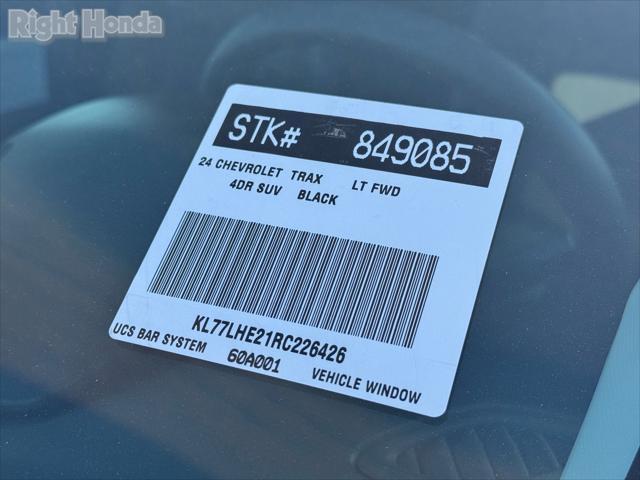 Right Honda
STK# 849085
24 CHEVROLET TRAX LT FWD
4DR SUV BLACK
KL77LHE21RC226426
UCS BAR SYSTEM 60A001 VEHICLE WINDOW